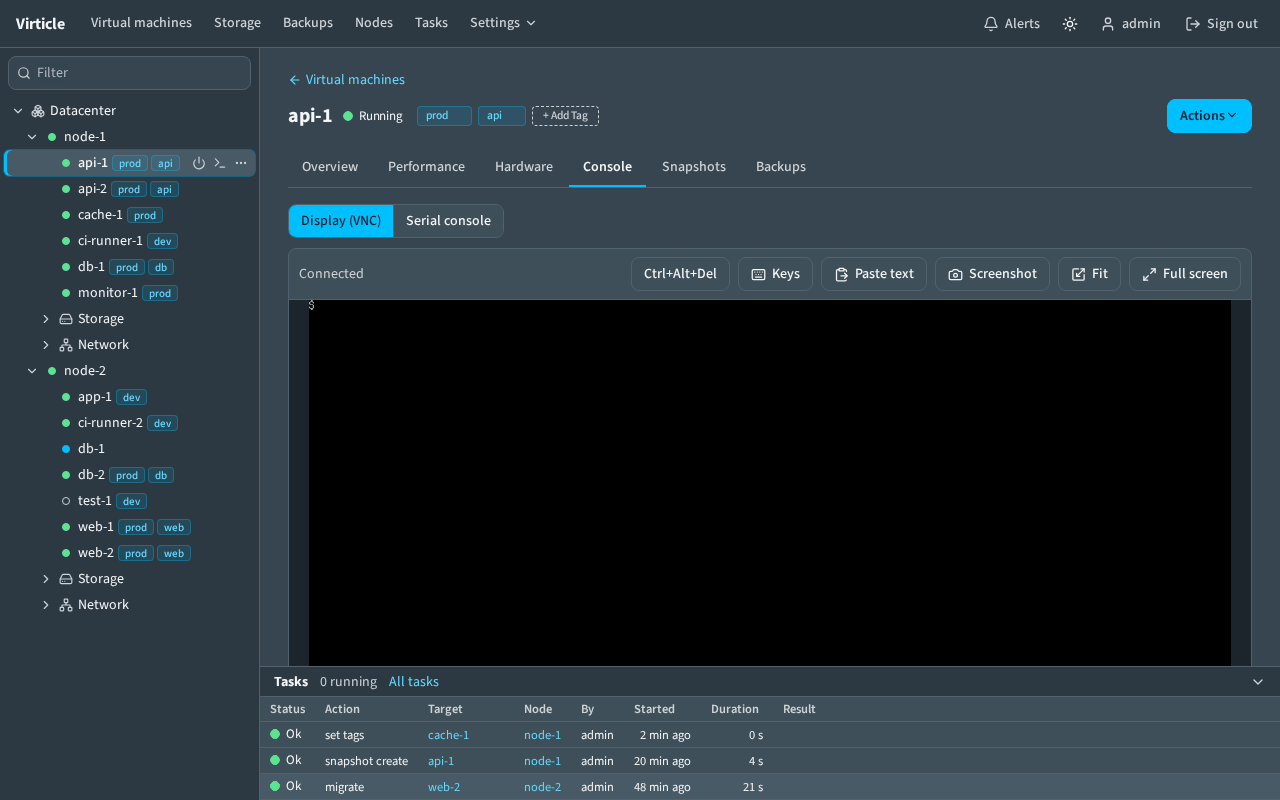 Virticle Virtual machines Storage Backups Nodes Tasks Settings Alerts admin Sign out
Filter
Datacenter
node-1
api-1 prod api
api-2 prod api
cache-1 prod
ci-runner-1 dev
db-1 prod db
monitor-1 prod
Storage
Network
node-2
app-1 dev
ci-runner-2 dev
db-1
db-2 prod db
test-1 dev
web-1 prod web
web-2 prod web
Storage
Network
Virtual machines
api-1 Running prod api + Add Tag Actions
Overview Performance Hardware Console Snapshots Backups
Display (VNC) Serial console
Connected Ctrl+Alt+Del Keys Paste text Screenshot Fit Full screen
$
Tasks 0 running All tasks
Status Action Target Node By Started Duration Result
Ok set tags cache-1 node-1 admin 2 min ago 0 s
Ok snapshot create api-1 node-1 admin 20 min ago 4 s
Ok migrate web-2 node-2 admin 48 min ago 21 s